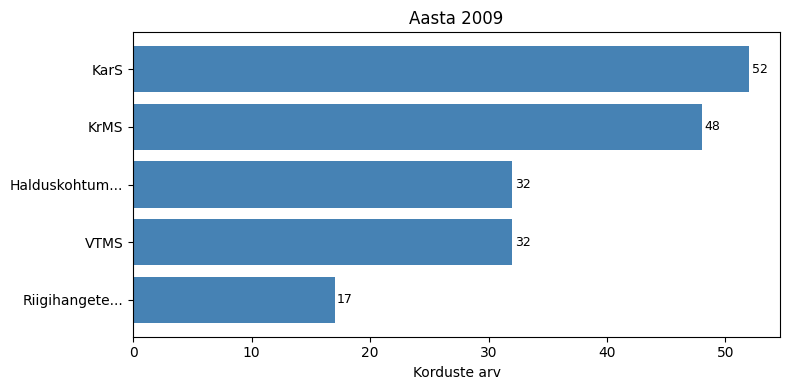 Aasta 2009
KarS
52
KrMS
48
Halduskohtum...
32
VTMS
32
Riigihangete...
17
0 10 20 30 40 50
Korduste arv